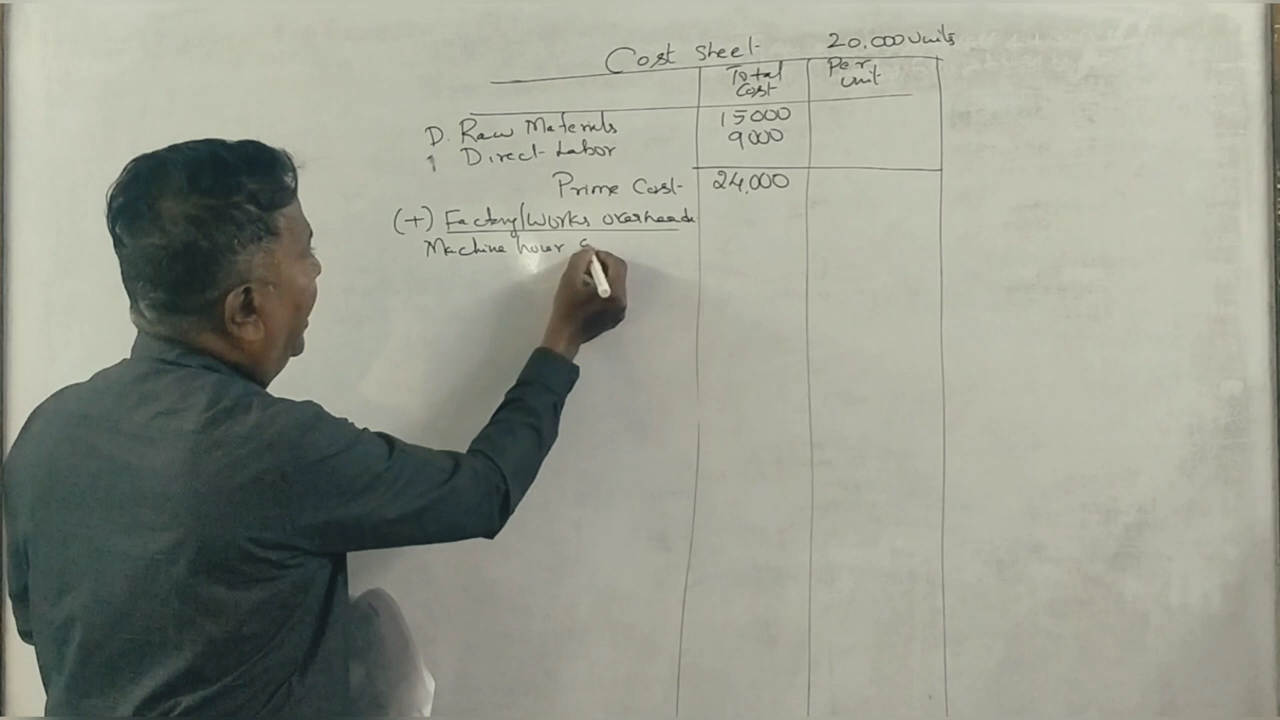 Cost Sheet 20,000 Units
Total Cost
Per Unit
D. Raw Materials 15000
Direct Labor 9000
Prime Cost 24,000
(+) Factory/Works overheads
Machine hour